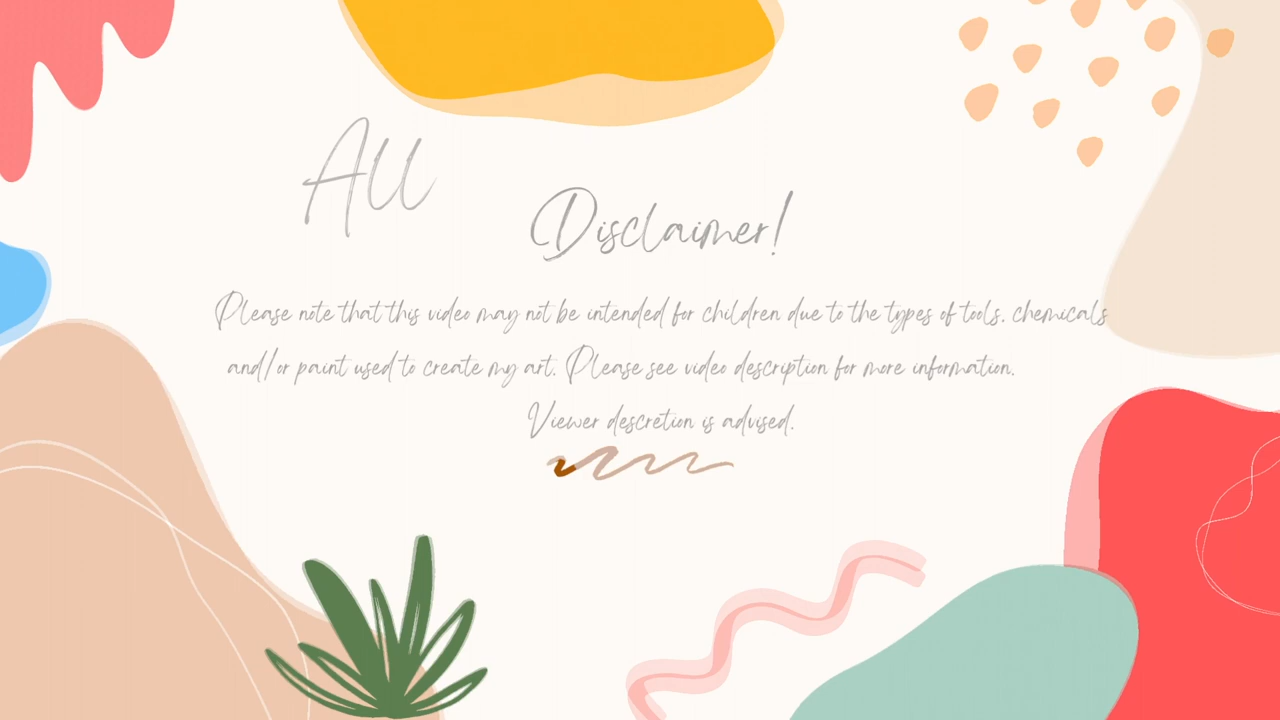 All
Disclaimer!
Please note that this video may not be intended for children due to the types of tools. chemicals
and/or paint used to create my art. Please see video description for more information.
Viewer descretion is advised.